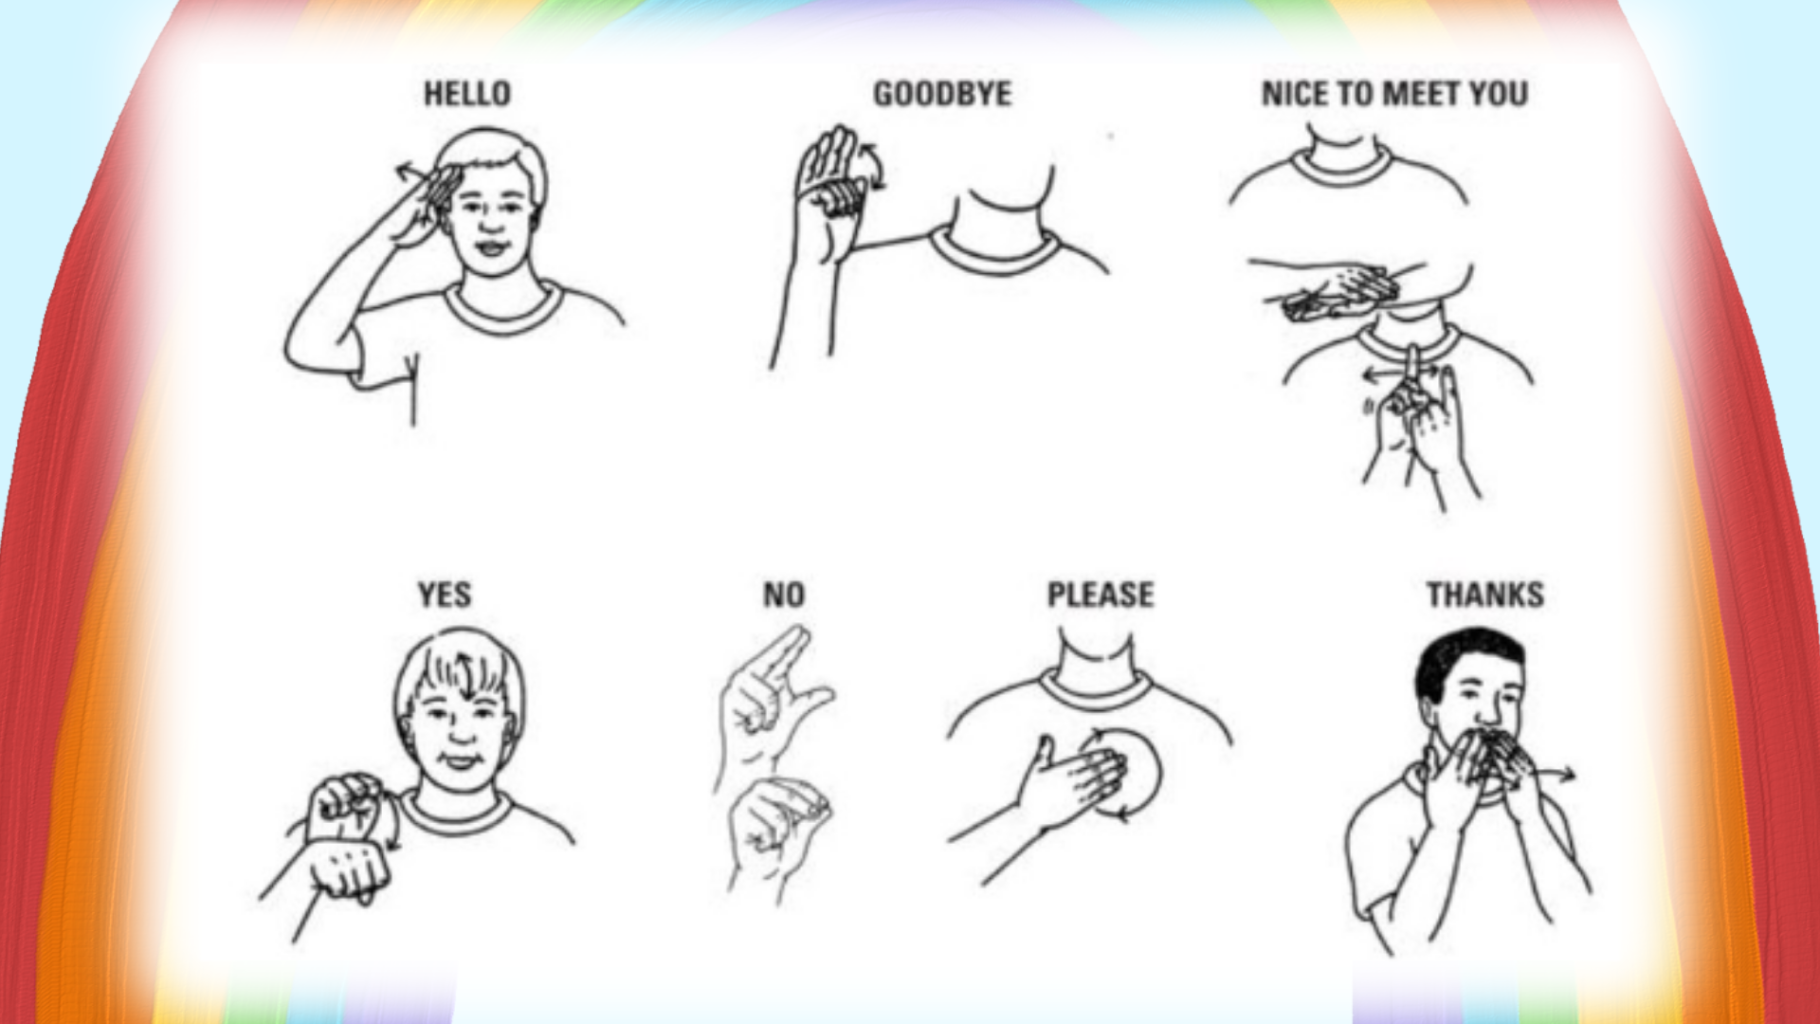 HELLO
GOODBYE
NICE TO MEET YOU
YES
NO
PLEASE
THANKS